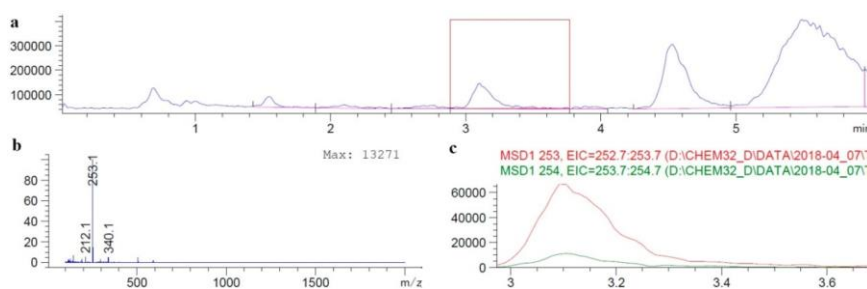 a
300000
200000
100000
1 2 3 4 5 min
b
Max: 13271
80
60
40
20
0
253.1
212.1
340.1
500 1000 1500 m/z
c
MSD1 253, EIC=252.7:253.7 (D:\CHEM32_D\DATA\2018-04_07\
MSD1 254, EIC=253.7:254.7 (D:\CHEM32_D\DATA\2018-04_07\
60000
40000
20000
0
3 3.2 3.4 3.6